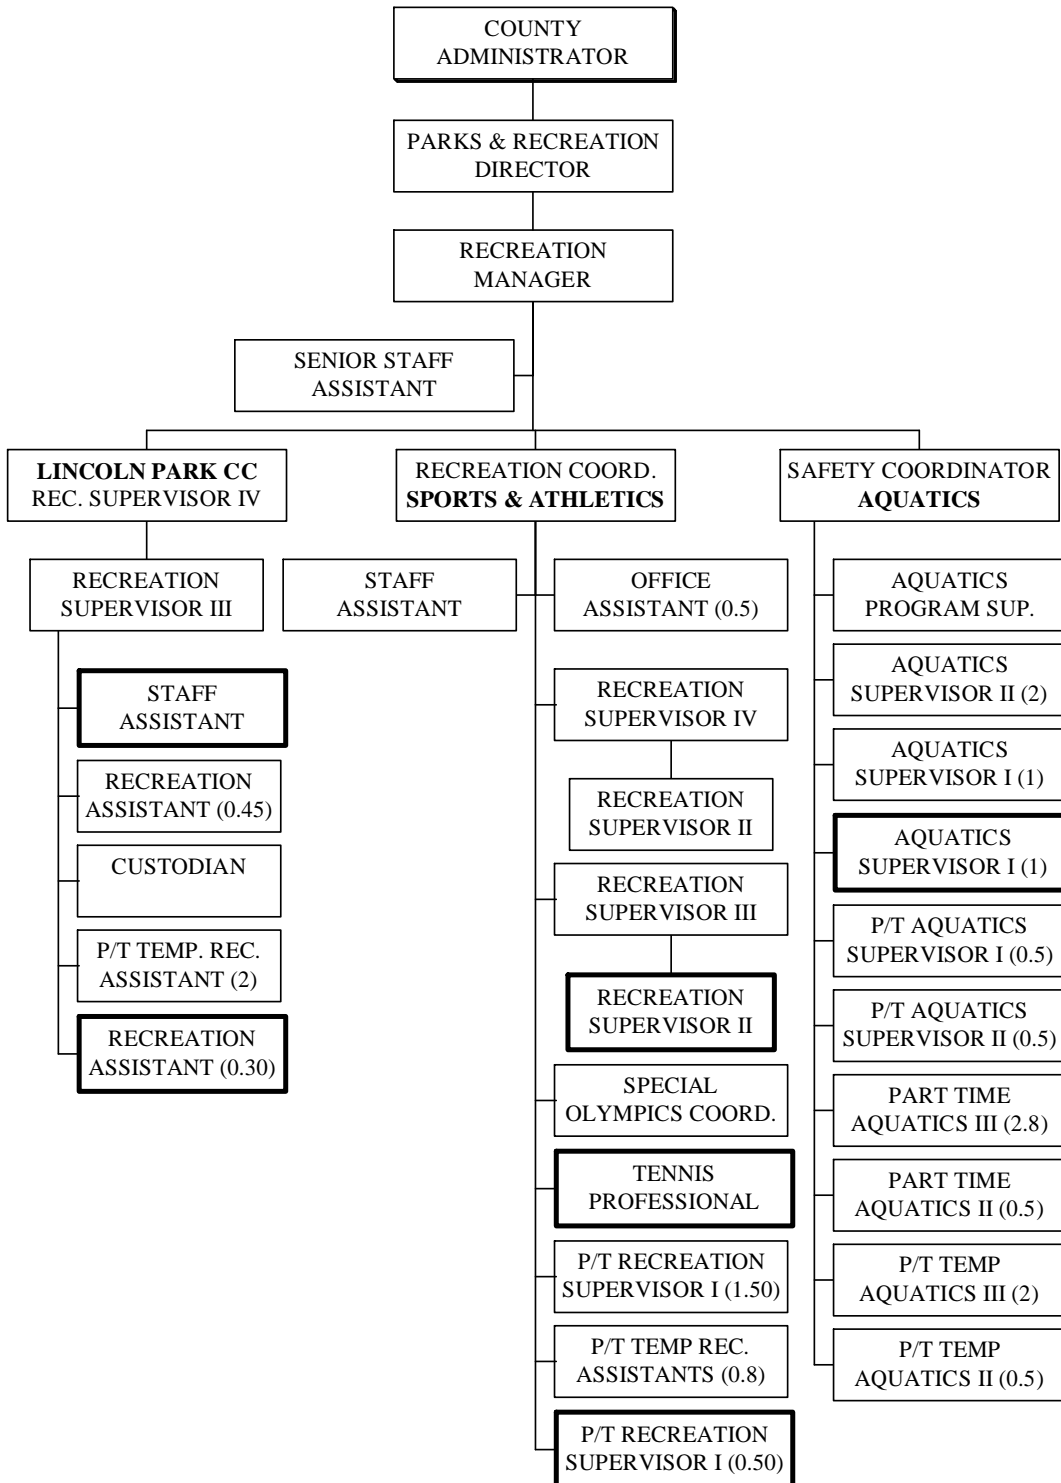 COUNTY
ADMINISTRATOR
PARKS & RECREATION
DIRECTOR
RECREATION
MANAGER
SENIOR STAFF
ASSISTANT
LINCOLN PARK CC
REC. SUPERVISOR IV
RECREATION
SUPERVISOR III
STAFF
ASSISTANT
RECREATION
ASSISTANT (0.45)
CUSTODIAN
P/T TEMP. REC.
ASSISTANT (2)
RECREATION
ASSISTANT (0.30)
RECREATION COORD.
SPORTS & ATHLETICS
STAFF
ASSISTANT
OFFICE
ASSISTANT (0.5)
RECREATION
SUPERVISOR IV
RECREATION
SUPERVISOR II
RECREATION
SUPERVISOR III
RECREATION
SUPERVISOR II
SPECIAL
OLYMPICS COORD.
TENNIS
PROFESSIONAL
P/T RECREATION
SUPERVISOR I (1.50)
P/T TEMP REC.
ASSISTANTS (0.8)
P/T RECREATION
SUPERVISOR I (0.50)
SAFETY COORDINATOR
AQUATICS
AQUATICS
PROGRAM SUP.
AQUATICS
SUPERVISOR II (2)
AQUATICS
SUPERVISOR I (1)
AQUATICS
SUPERVISOR I (1)
P/T AQUATICS
SUPERVISOR I (0.5)
P/T AQUATICS
SUPERVISOR II (0.5)
PART TIME
AQUATICS III (2.8)
PART TIME
AQUATICS II (0.5)
P/T TEMP
AQUATICS III (2)
P/T TEMP
AQUATICS II (0.5)